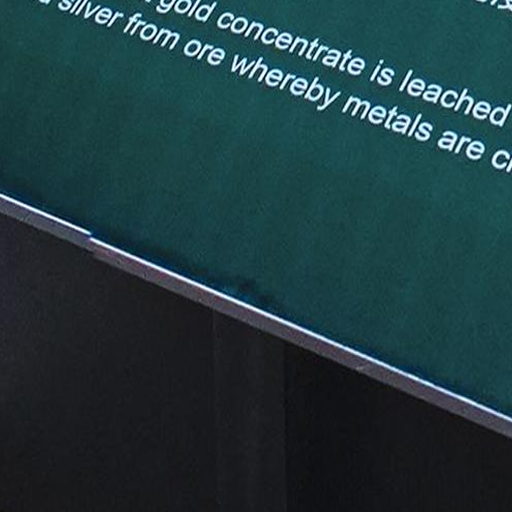 gold concentrate is leached
silver from ore whereby metals are